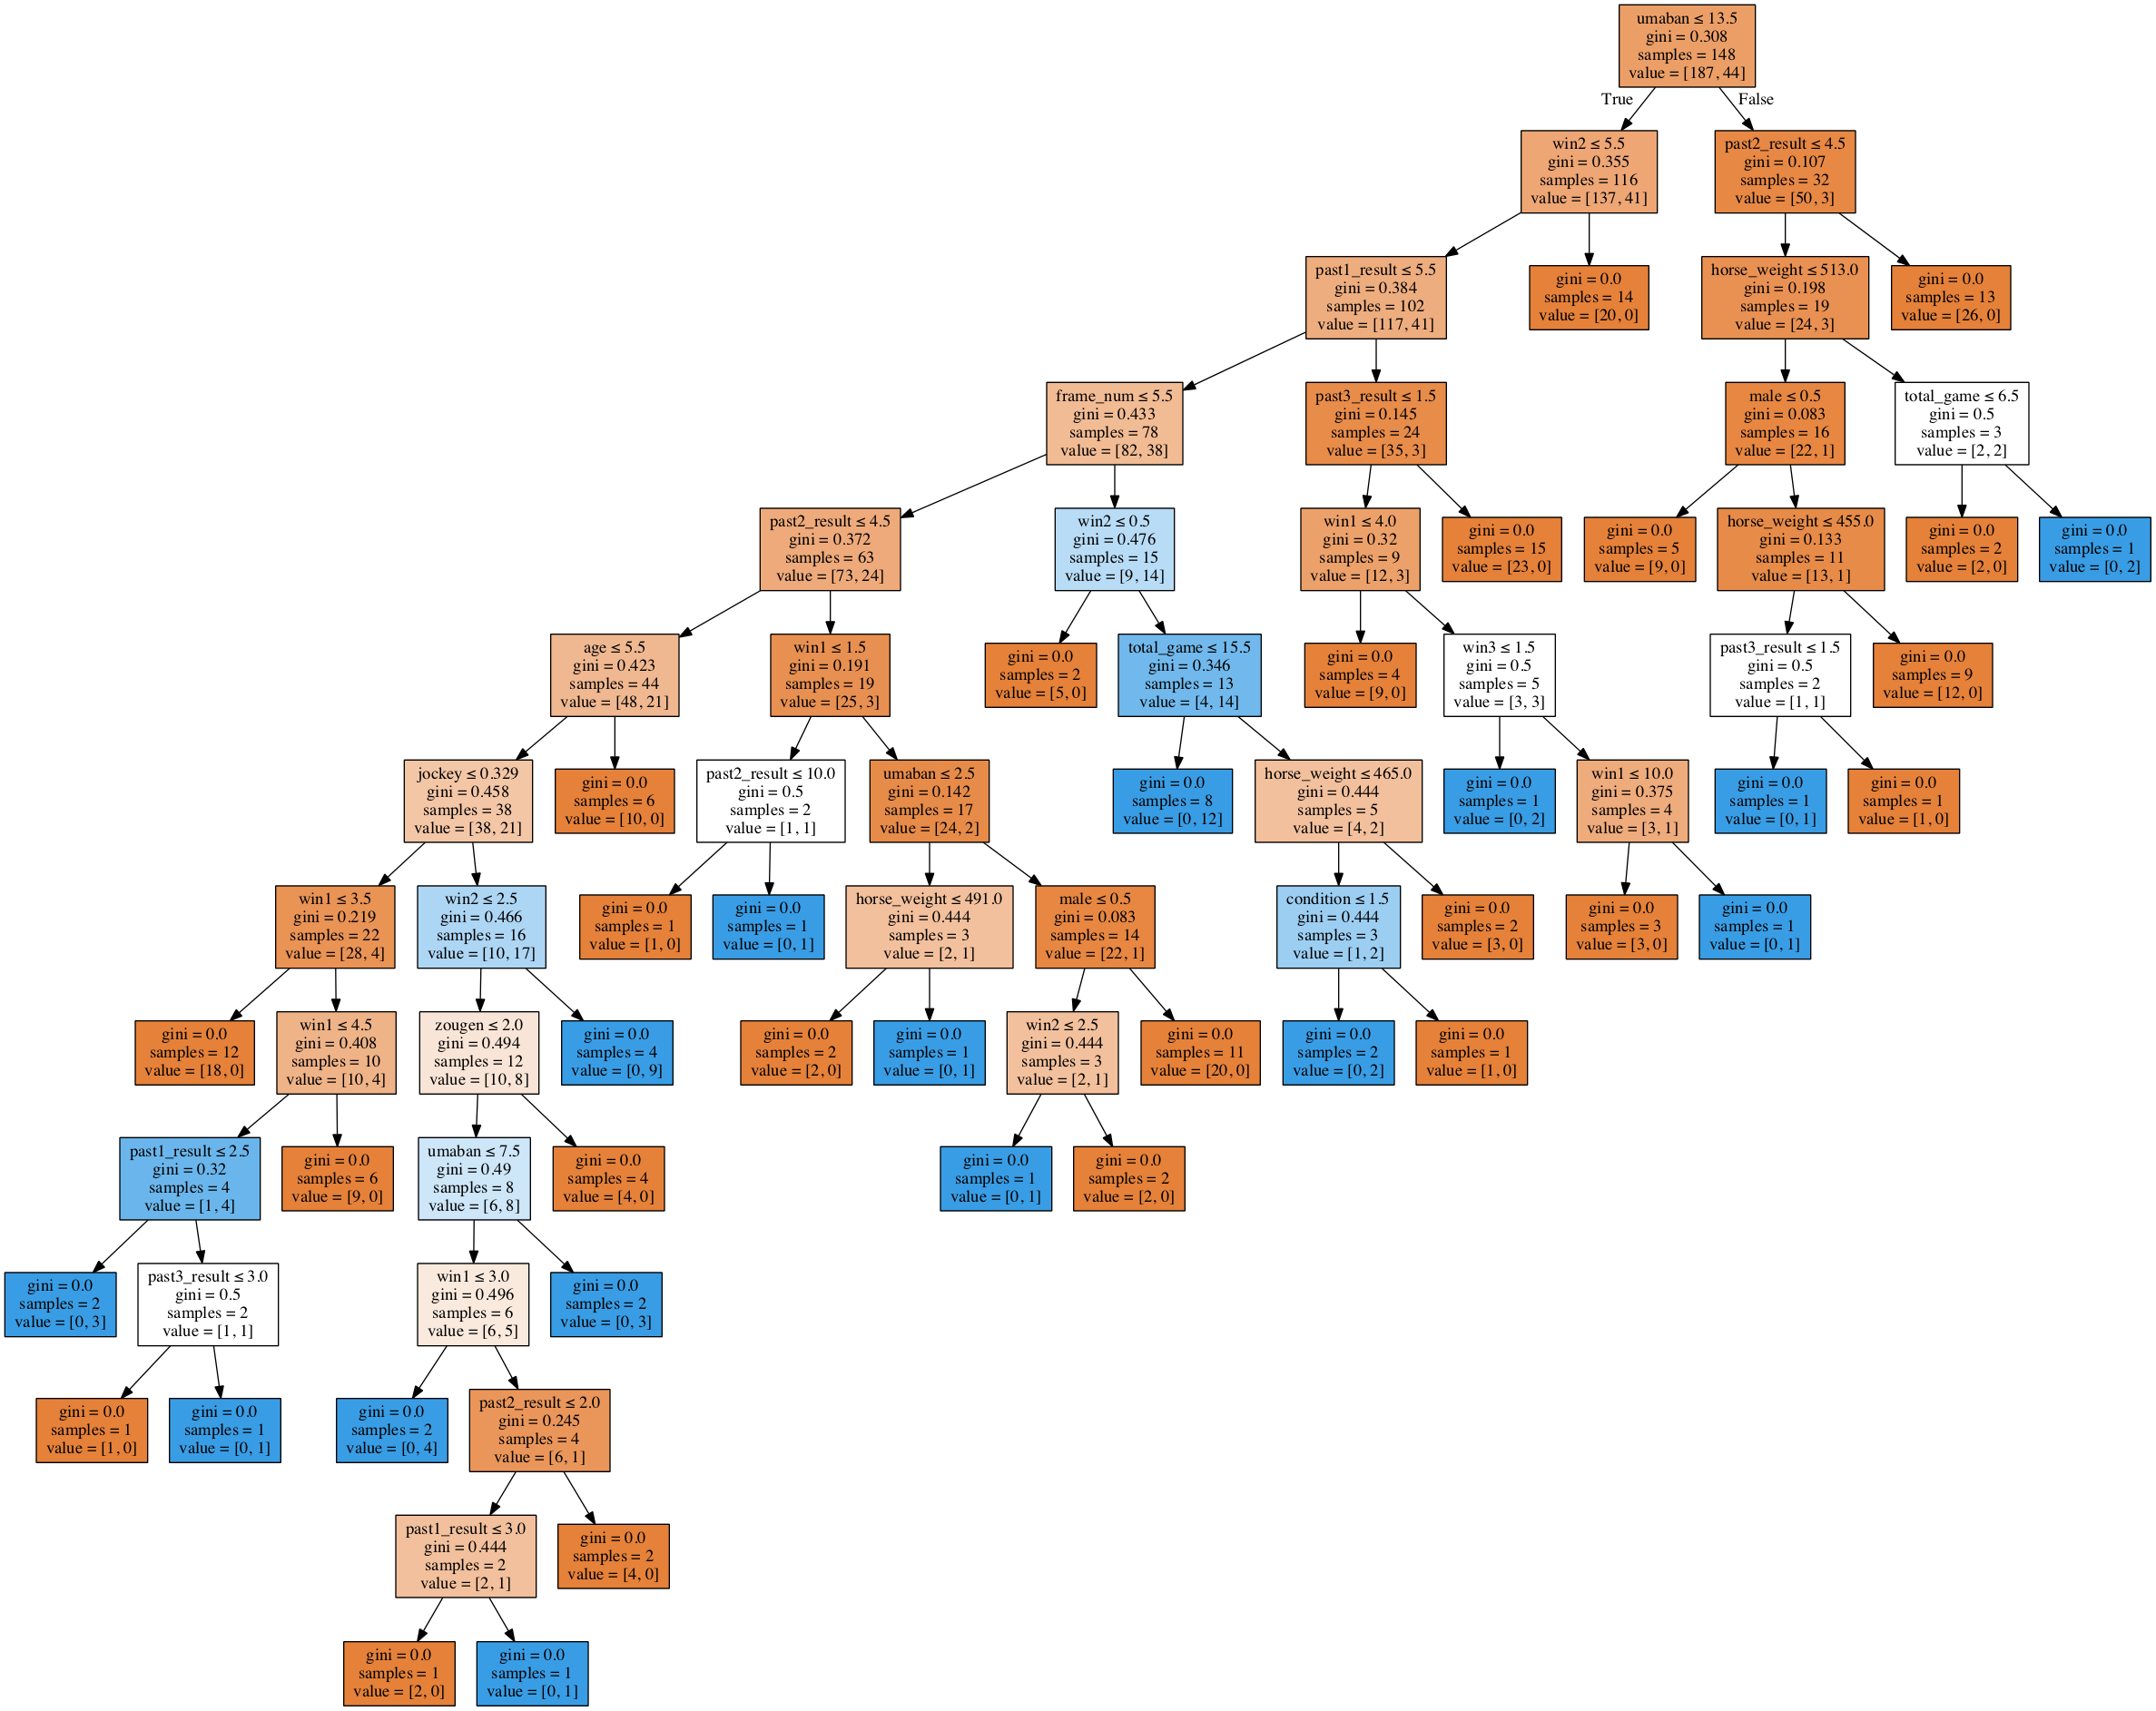 umaban ≤ 13.5
gini = 0.308
samples = 148
value = [187, 44]
True
False
win2 ≤ 5.5
gini = 0.355
samples = 116
value = [137, 41]
past2_result ≤ 4.5
gini = 0.107
samples = 32
value = [50, 3]
past1_result ≤ 5.5
gini = 0.384
samples = 102
value = [117, 41]
gini = 0.0
samples = 14
value = [20, 0]
horse_weight ≤ 513.0
gini = 0.198
samples = 19
value = [24, 3]
gini = 0.0
samples = 13
value = [26, 0]
frame_num ≤ 5.5
gini = 0.433
samples = 78
value = [82, 38]
past3_result ≤ 1.5
gini = 0.145
samples = 24
value = [35, 3]
male ≤ 0.5
gini = 0.083
samples = 16
value = [22, 1]
total_game ≤ 6.5
gini = 0.5
samples = 3
value = [2, 2]
past2_result ≤ 4.5
gini = 0.372
samples = 63
value = [73, 24]
win2 ≤ 0.5
gini = 0.476
samples = 15
value = [9, 14]
win1 ≤ 4.0
gini = 0.32
samples = 9
value = [12, 3]
gini = 0.0
samples = 15
value = [23, 0]
gini = 0.0
samples = 5
value = [9, 0]
horse_weight ≤ 455.0
gini = 0.133
samples = 11
value = [13, 1]
gini = 0.0
samples = 2
value = [2, 0]
gini = 0.0
samples = 1
value = [0, 2]
age ≤ 5.5
gini = 0.423
samples = 44
value = [48, 21]
win1 ≤ 1.5
gini = 0.191
samples = 19
value = [25, 3]
gini = 0.0
samples = 2
value = [5, 0]
total_game ≤ 15.5
gini = 0.346
samples = 13
value = [4, 14]
gini = 0.0
samples = 4
value = [9, 0]
win3 ≤ 1.5
gini = 0.5
samples = 5
value = [3, 3]
past3_result ≤ 1.5
gini = 0.5
samples = 2
value = [1, 1]
gini = 0.0
samples = 9
value = [12, 0]
jockey ≤ 0.329
gini = 0.458
samples = 38
value = [38, 21]
gini = 0.0
samples = 6
value = [10, 0]
past2_result ≤ 10.0
gini = 0.5
samples = 2
value = [1, 1]
umaban ≤ 2.5
gini = 0.142
samples = 17
value = [24, 2]
gini = 0.0
samples = 8
value = [0, 12]
horse_weight ≤ 465.0
gini = 0.444
samples = 5
value = [4, 2]
gini = 0.0
samples = 1
value = [0, 2]
win1 ≤ 10.0
gini = 0.375
samples = 4
value = [3, 1]
gini = 0.0
samples = 1
value = [0, 1]
gini = 0.0
samples = 1
value = [1, 0]
win1 ≤ 3.5
gini = 0.219
samples = 22
value = [28, 4]
win2 ≤ 2.5
gini = 0.466
samples = 16
value = [10, 17]
gini = 0.0
samples = 1
value = [1, 0]
gini = 0.0
samples = 1
value = [0, 1]
horse_weight ≤ 491.0
gini = 0.444
samples = 3
value = [2, 1]
male ≤ 0.5
gini = 0.083
samples = 14
value = [22, 1]
condition ≤ 1.5
gini = 0.444
samples = 3
value = [1, 2]
gini = 0.0
samples = 2
value = [3, 0]
gini = 0.0
samples = 3
value = [3, 0]
gini = 0.0
samples = 1
value = [0, 1]
gini = 0.0
samples = 12
value = [18, 0]
win1 ≤ 4.5
gini = 0.408
samples = 10
value = [10, 4]
zougen ≤ 2.0
gini = 0.494
samples = 12
value = [10, 8]
gini = 0.0
samples = 4
value = [0, 9]
gini = 0.0
samples = 2
value = [2, 0]
gini = 0.0
samples = 1
value = [0, 1]
win2 ≤ 2.5
gini = 0.444
samples = 3
value = [2, 1]
gini = 0.0
samples = 11
value = [20, 0]
gini = 0.0
samples = 2
value = [0, 2]
gini = 0.0
samples = 1
value = [1, 0]
past1_result ≤ 2.5
gini = 0.32
samples = 4
value = [1, 4]
gini = 0.0
samples = 6
value = [9, 0]
umaban ≤ 7.5
gini = 0.49
samples = 8
value = [6, 8]
gini = 0.0
samples = 4
value = [4, 0]
gini = 0.0
samples = 1
value = [0, 1]
gini = 0.0
samples = 2
value = [2, 0]
gini = 0.0
samples = 2
value = [0, 3]
past3_result ≤ 3.0
gini = 0.5
samples = 2
value = [1, 1]
win1 ≤ 3.0
gini = 0.496
samples = 6
value = [6, 5]
gini = 0.0
samples = 2
value = [0, 3]
gini = 0.0
samples = 1
value = [1, 0]
gini = 0.0
samples = 1
value = [0, 1]
gini = 0.0
samples = 2
value = [0, 4]
past2_result ≤ 2.0
gini = 0.245
samples = 4
value = [6, 1]
past1_result ≤ 3.0
gini = 0.444
samples = 2
value = [2, 1]
gini = 0.0
samples = 2
value = [4, 0]
gini = 0.0
samples = 1
value = [2, 0]
gini = 0.0
samples = 1
value = [0, 1]